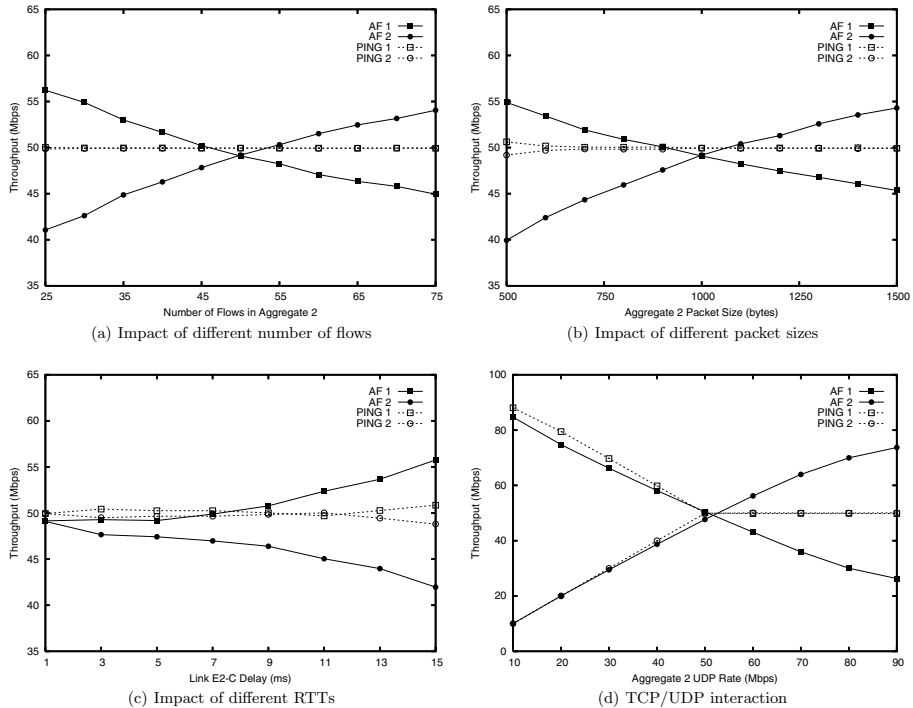 65
60
55
50
45
40
35
Throughput (Mbps)
AF 1
AF 2
PING 1
PING 2
25 35 45 55 65 75
Number of Flows in Aggregate 2
(a) Impact of different number of flows
65
60
55
50
45
40
35
Throughput (Mbps)
AF 1
AF 2
PING 1
PING 2
500 750 1000 1250 1500
Aggregate 2 Packet Size (bytes)
(b) Impact of different packet sizes
65
60
55
50
45
40
35
Throughput (Mbps)
AF 1
AF 2
PING 1
PING 2
1 3 5 7 9 11 13 15
Link E2-C Delay (ms)
(c) Impact of different RTTs
100
80
60
40
20
0
Throughput (Mbps)
AF 1
AF 2
PING 1
PING 2
10 20 30 40 50 60 70 80 90
Aggregate 2 UDP Rate (Mbps)
(d) TCP/UDP interaction